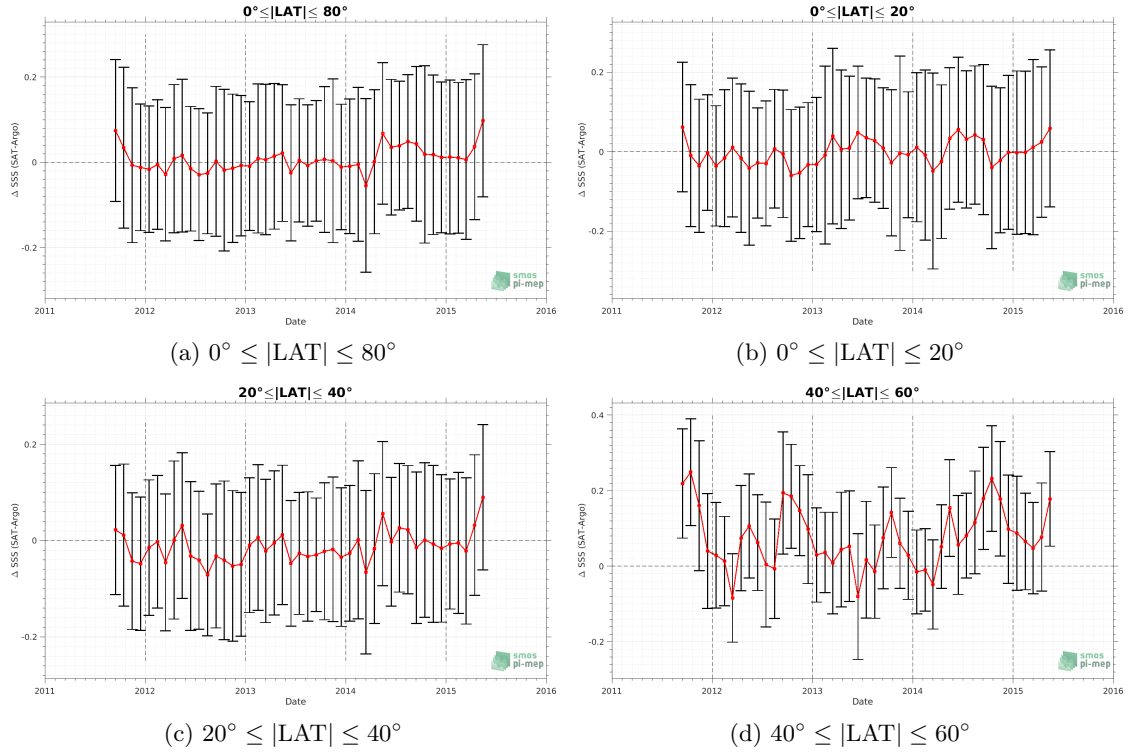 0°≤|LAT|≤ 80°
Δ SSS (SAT-Argo)
0.2
0
-0.2
smos
pi-mep
2011 2012 2013 2014 2015 2016
Date
(a) 0° ≤ |LAT| ≤ 80°
0°≤|LAT|≤ 20°
Δ SSS (SAT-Argo)
0.2
0
-0.2
smos
pi-mep
2011 2012 2013 2014 2015 2016
Date
(b) 0° ≤ |LAT| ≤ 20°
20°≤|LAT|≤ 40°
Δ SSS (SAT-Argo)
0.2
0
-0.2
smos
pi-mep
2011 2012 2013 2014 2015 2016
Date
(c) 20° ≤ |LAT| ≤ 40°
40°≤|LAT|≤ 60°
Δ SSS (SAT-Argo)
0.4
0.2
0
-0.2
smos
pi-mep
2011 2012 2013 2014 2015 2016
Date
(d) 40° ≤ |LAT| ≤ 60°